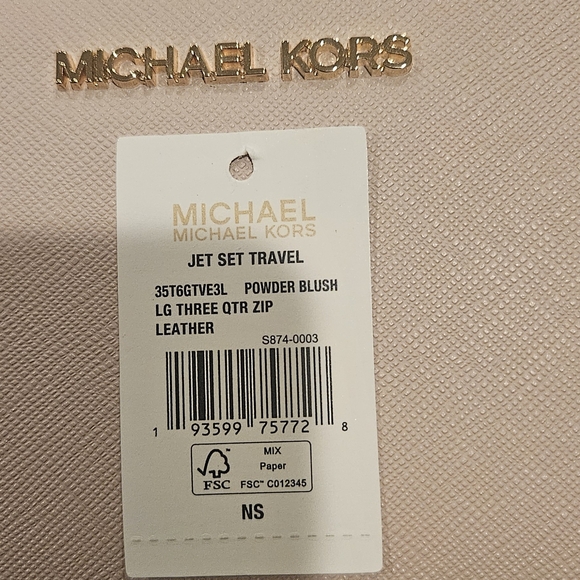 MICHAEL KORS
MICHAEL
MICHAEL KORS
JET SET TRAVEL
35T6GTVE3L POWDER BLUSH
LG THREE QTR ZIP
LEATHER
S874-0003
1 93599 75772 8
MIX
Paper
FSC FSC™ C012345
NS